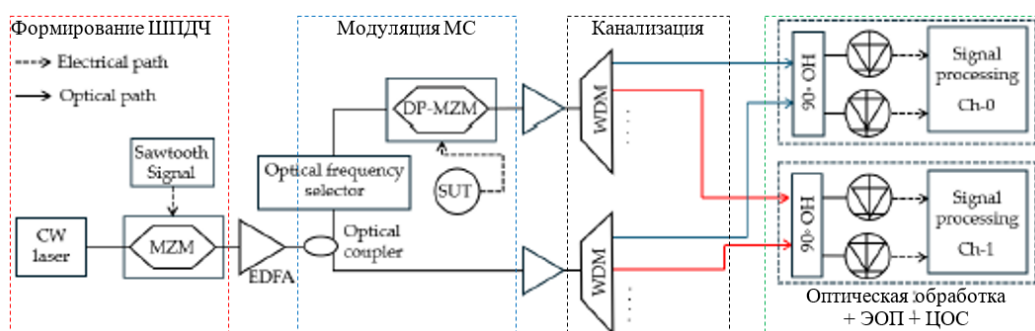 Формирование ШПДЧ
Модуляция МС
Канализация
Electrical path
Optical path
Sawtooth
Signal
CW
laser
MZM
EDFA
Optical frequency
selector
Optical
coupler
DP-MZM
SUT
WDM
WDM
90° HO
Signal
processing
Ch-0
90° HO
Signal
processing
Ch-1
Оптическая обработка
+ ЭОП + ЦОС